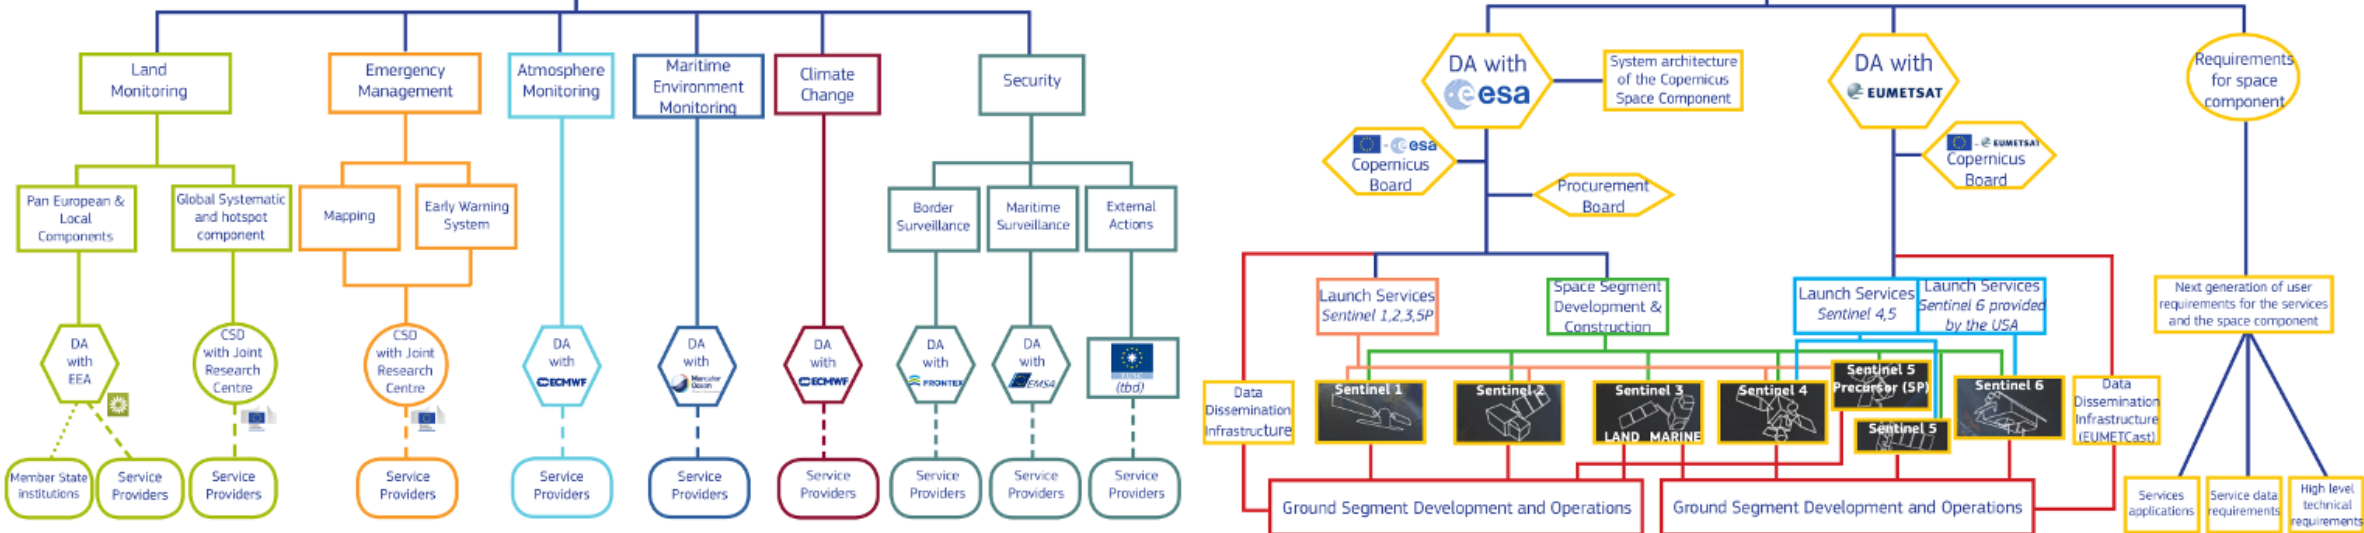 Land
Monitoring
Emergency
Management
Atmosphere
Monitoring
Maritime
Environment
Monitoring
Climate
Change
Security
Pan European &
Local
Components
Global Systematic
and hotspot
component
Mapping
Early Warning
System
Border
Surveillance
Maritime
Surveillance
External
Actions
DA
with
EEA
CSD
with Joint
Research
Centre
CSD
with Joint
Research
Centre
DA
with
ECMWF
DA
with
Mercator
Ocean
DA
with
ECMWF
DA
with
FRONTEX
DA
with
EMSA
(tbd)
Member State
institutions
Service
Providers
Service
Providers
Service
Providers
Service
Providers
Service
Providers
Service
Providers
Service
Providers
Service
Providers
Service
Providers
DA with
esa
System architecture
of the Copernicus
Space Component
DA with
EUMETSAT
Requirements
for space
component
- esa
Copernicus
Board
Procurement
Board
- EUMETSAT
Copernicus
Board
Launch Services
Sentinel 1,2,3,5P
Space Segment
Development &
Construction
Launch Services
Sentinel 4,5
Launch Services
Sentinel 6 provided
by the USA
Next generation of user
requirements for the services
and the space component
Data
Dissemination
Infrastructure
Sentinel 1
Sentinel 2
Sentinel 3
LAND MARINE
Sentinel 4
Sentinel 5
Precursor (5P)
Sentinel 5
Sentinel 6
Data
Dissemination
Infrastructure
(EUMETCast)
Ground Segment Development and Operations
Ground Segment Development and Operations
Services
applications
Service data
requirements
High level
technical
requirements